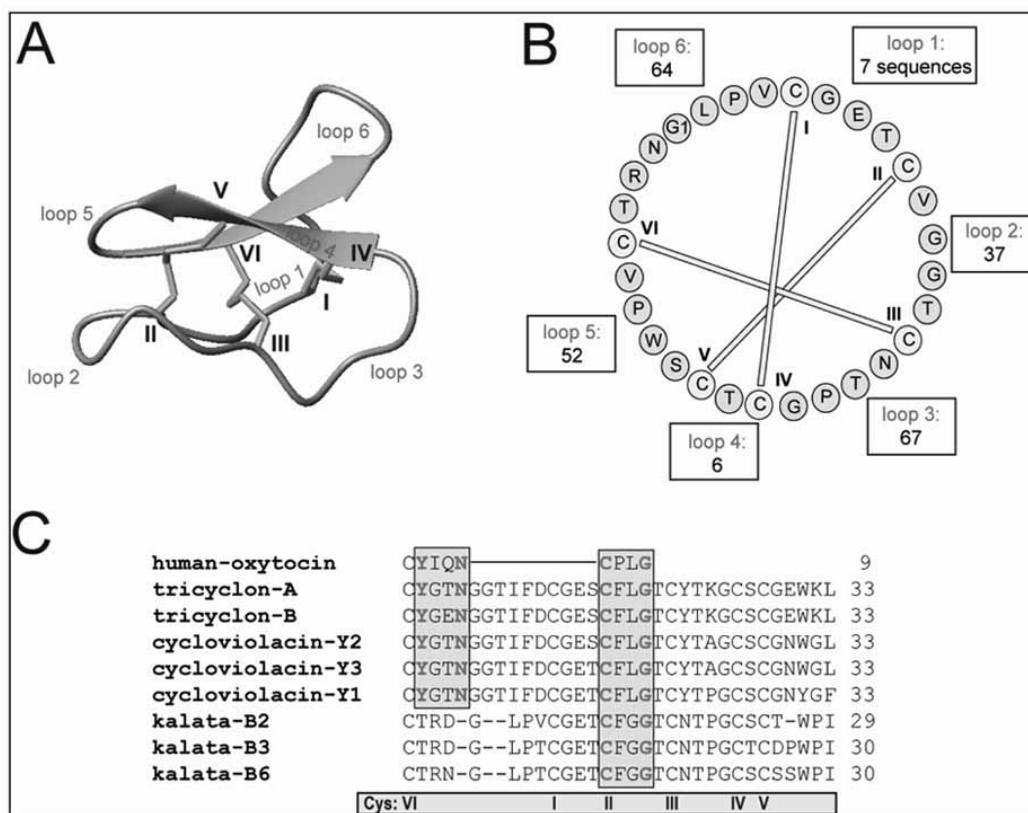 A
loop 6
V
loop 5
loop 4
VI
IV
loop 1
I
II
III
loop 2
loop 3
B
loop 6:
64
loop 1:
7 sequences
loop 2:
37
loop 5:
52
loop 3:
67
loop 4:
6
C G E T C V G G T C N T P G C T C S W P V C T R N G1 L P V
I
II
III
IV
V
VI
C
human-oxytocin CYIQN CPLG 9
tricyclon-A CYGTNGGTIFDCGESCFLGTCYTKGCSCGEWKL 33
tricyclon-B CYGENGGTIFDCGESCFLGTCYTKGCSCGEWKL 33
cycloviolacin-Y2 CYGTNGGTIFDCGESCFLGTCYTAGCSCGNWGL 33
cycloviolacin-Y3 CYGTNGGTIFDCGESCFLGTCYTAGCSCGNWGL 33
cycloviolacin-Y1 CYGTNGGTIFDCGETCFLGTCYTPGCSCGNYGF 33
kalata-B2 CTRD-G--LPVCGETCFGGTCNTPGCSCT-WPI 29
kalata-B3 CTRD-G--LPTCGETCFGGTCNTPGCTCDPWPI 30
kalata-B6 CTRN-G--LPTCGETCFGGTCNTPGCSCSSWPI 30
Cys: VI I II III IV V